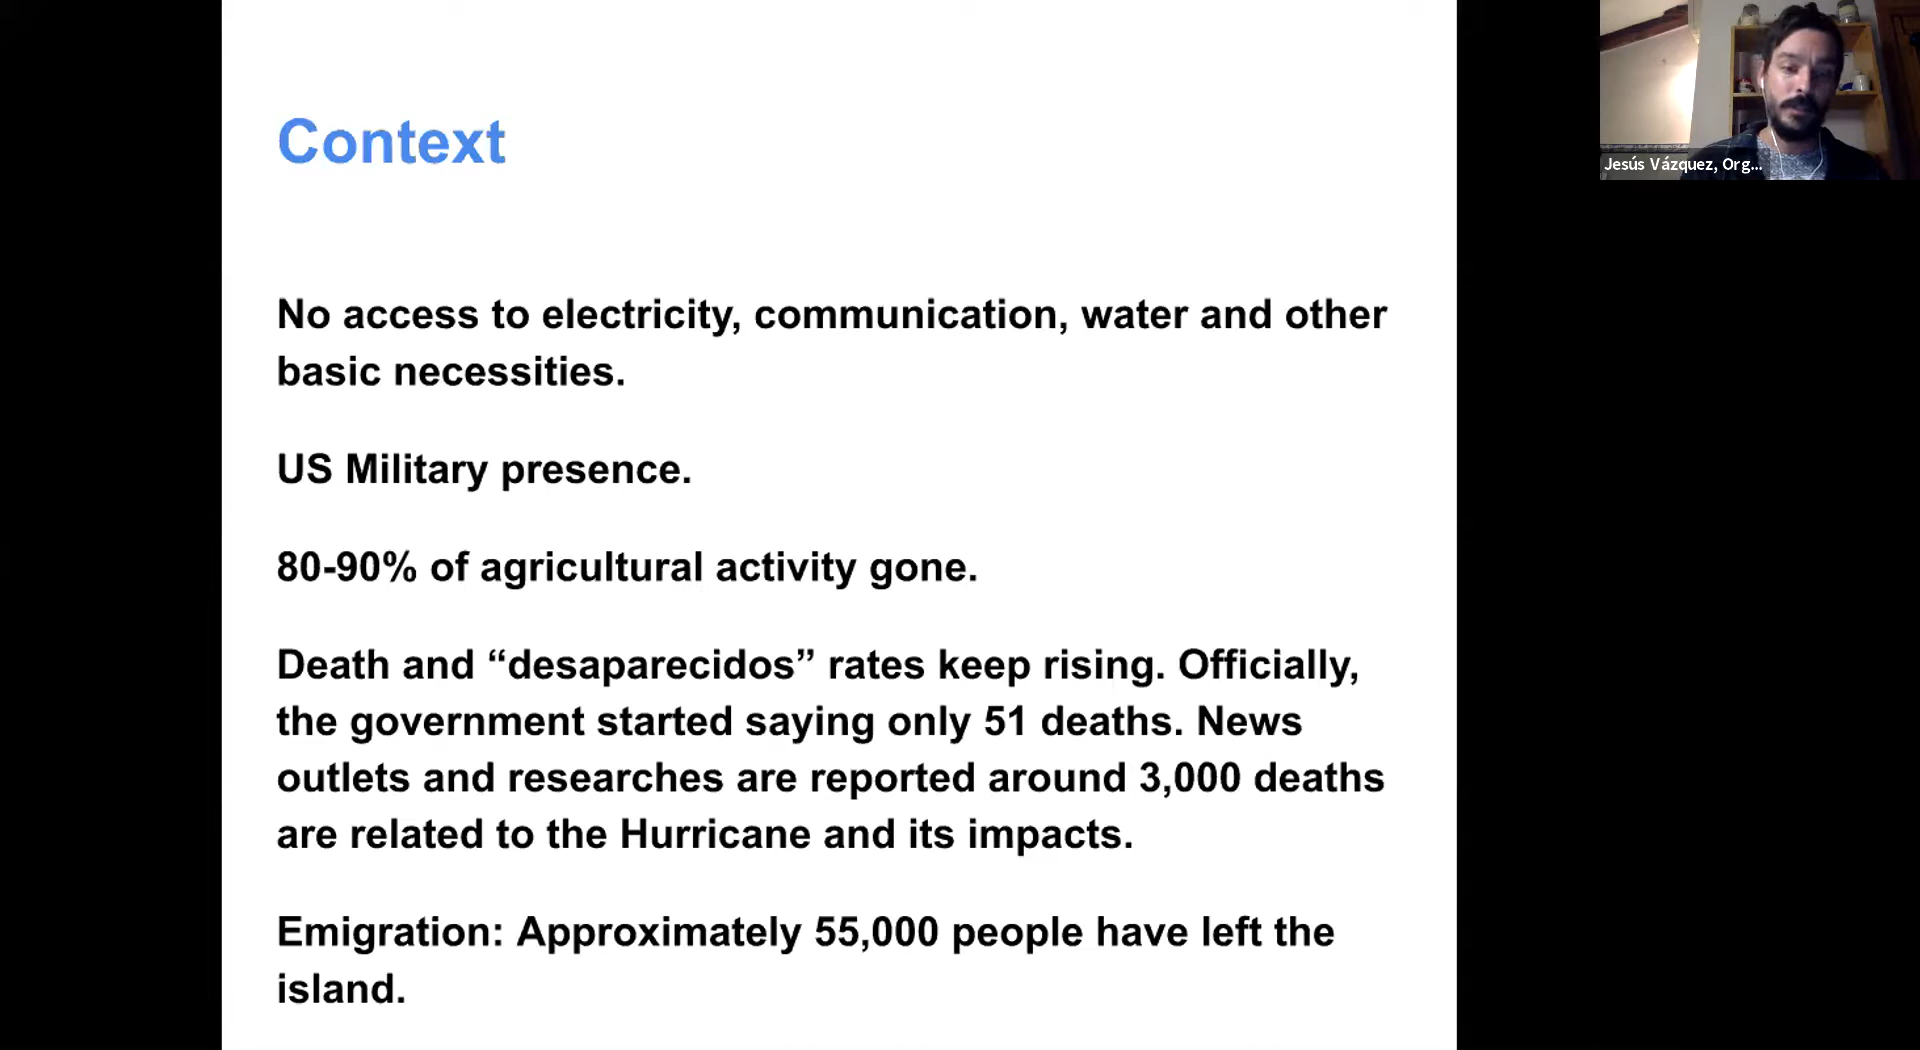 Context
No access to electricity, communication, water and other
basic necessities.
US Military presence.
80-90% of agricultural activity gone.
Death and “desaparecidos” rates keep rising. Officially,
the government started saying only 51 deaths. News
outlets and researches are reported around 3,000 deaths
are related to the Hurricane and its impacts.
Emigration: Approximately 55,000 people have left the
island.
Jesús Vázquez, Org...